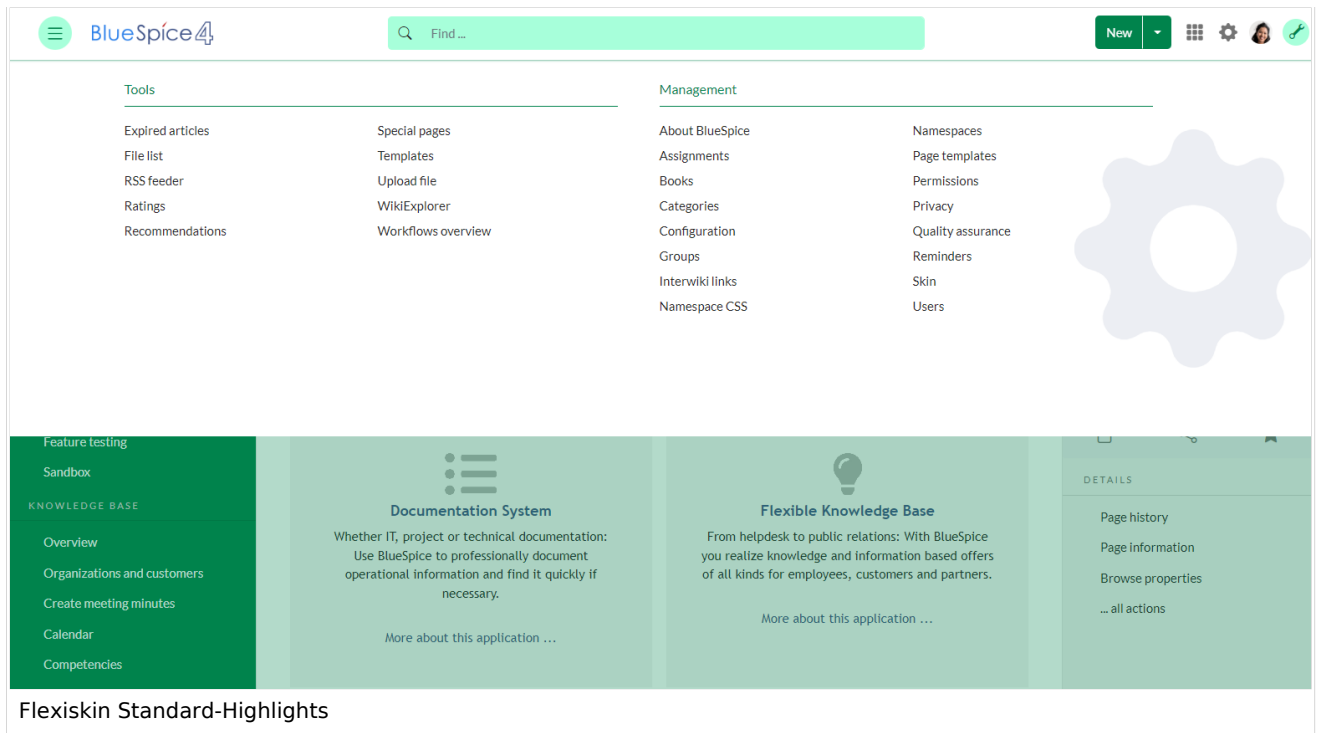 BlueSpice 4
Find ...
New
Tools
Expired articles
File list
RSS feeder
Ratings
Recommendations
Special pages
Templates
Upload file
WikiExplorer
Workflows overview
Management
About BlueSpice
Assignments
Books
Categories
Configuration
Groups
Interwiki links
Namespace CSS
Namespaces
Page templates
Permissions
Privacy
Quality assurance
Reminders
Skin
Users
Feature testing
Sandbox
KNOWLEDGE BASE
Overview
Organizations and customers
Create meeting minutes
Calendar
Competencies
Documentation System
Whether IT, project or technical documentation:
Use BlueSpice to professionally document
operational information and find it quickly if
necessary.
More about this application ...
Flexible Knowledge Base
From helpdesk to public relations: With BlueSpice
you realize knowledge and information based offers
of all kinds for employees, customers and partners.
More about this application ...
DETAILS
Page history
Page information
Browse properties
... all actions
Flexiskin Standard-Highlights